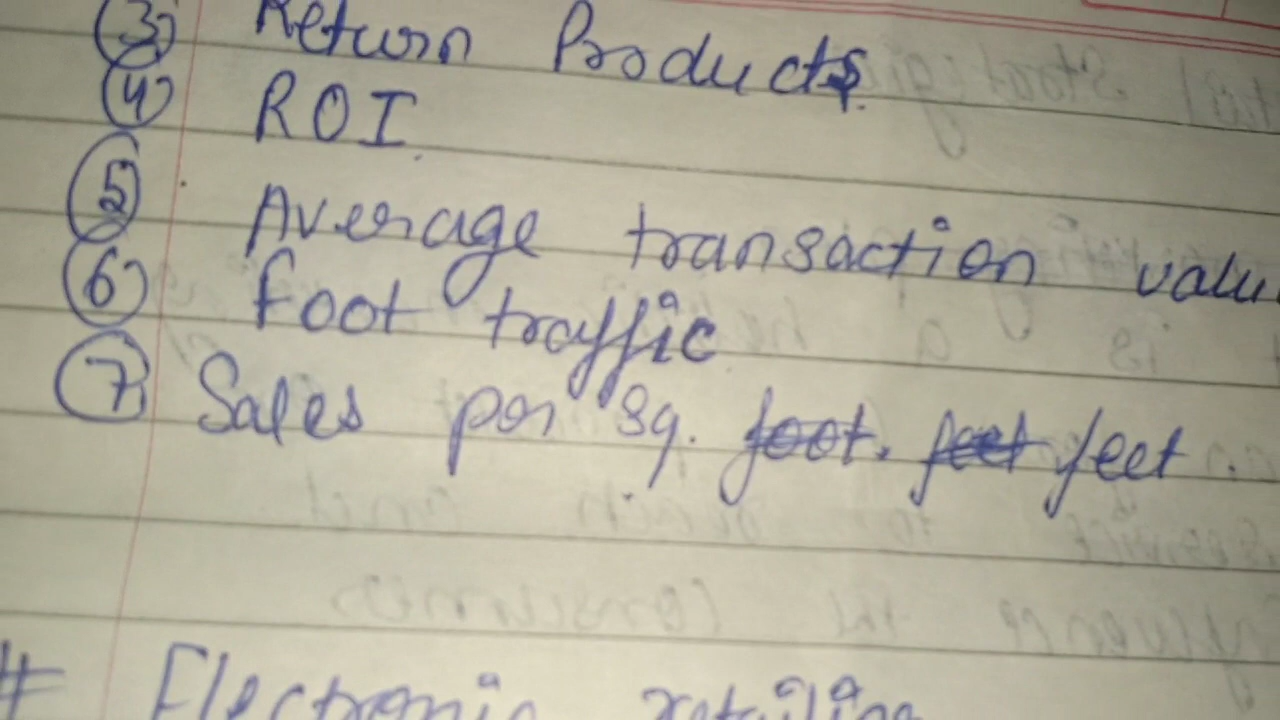 (3) Return Products.
(4) ROI.
(5) Average transaction valu
(6) foot traffic
(7) Sales per sq. foot. feet feet.
# Electronic retailing